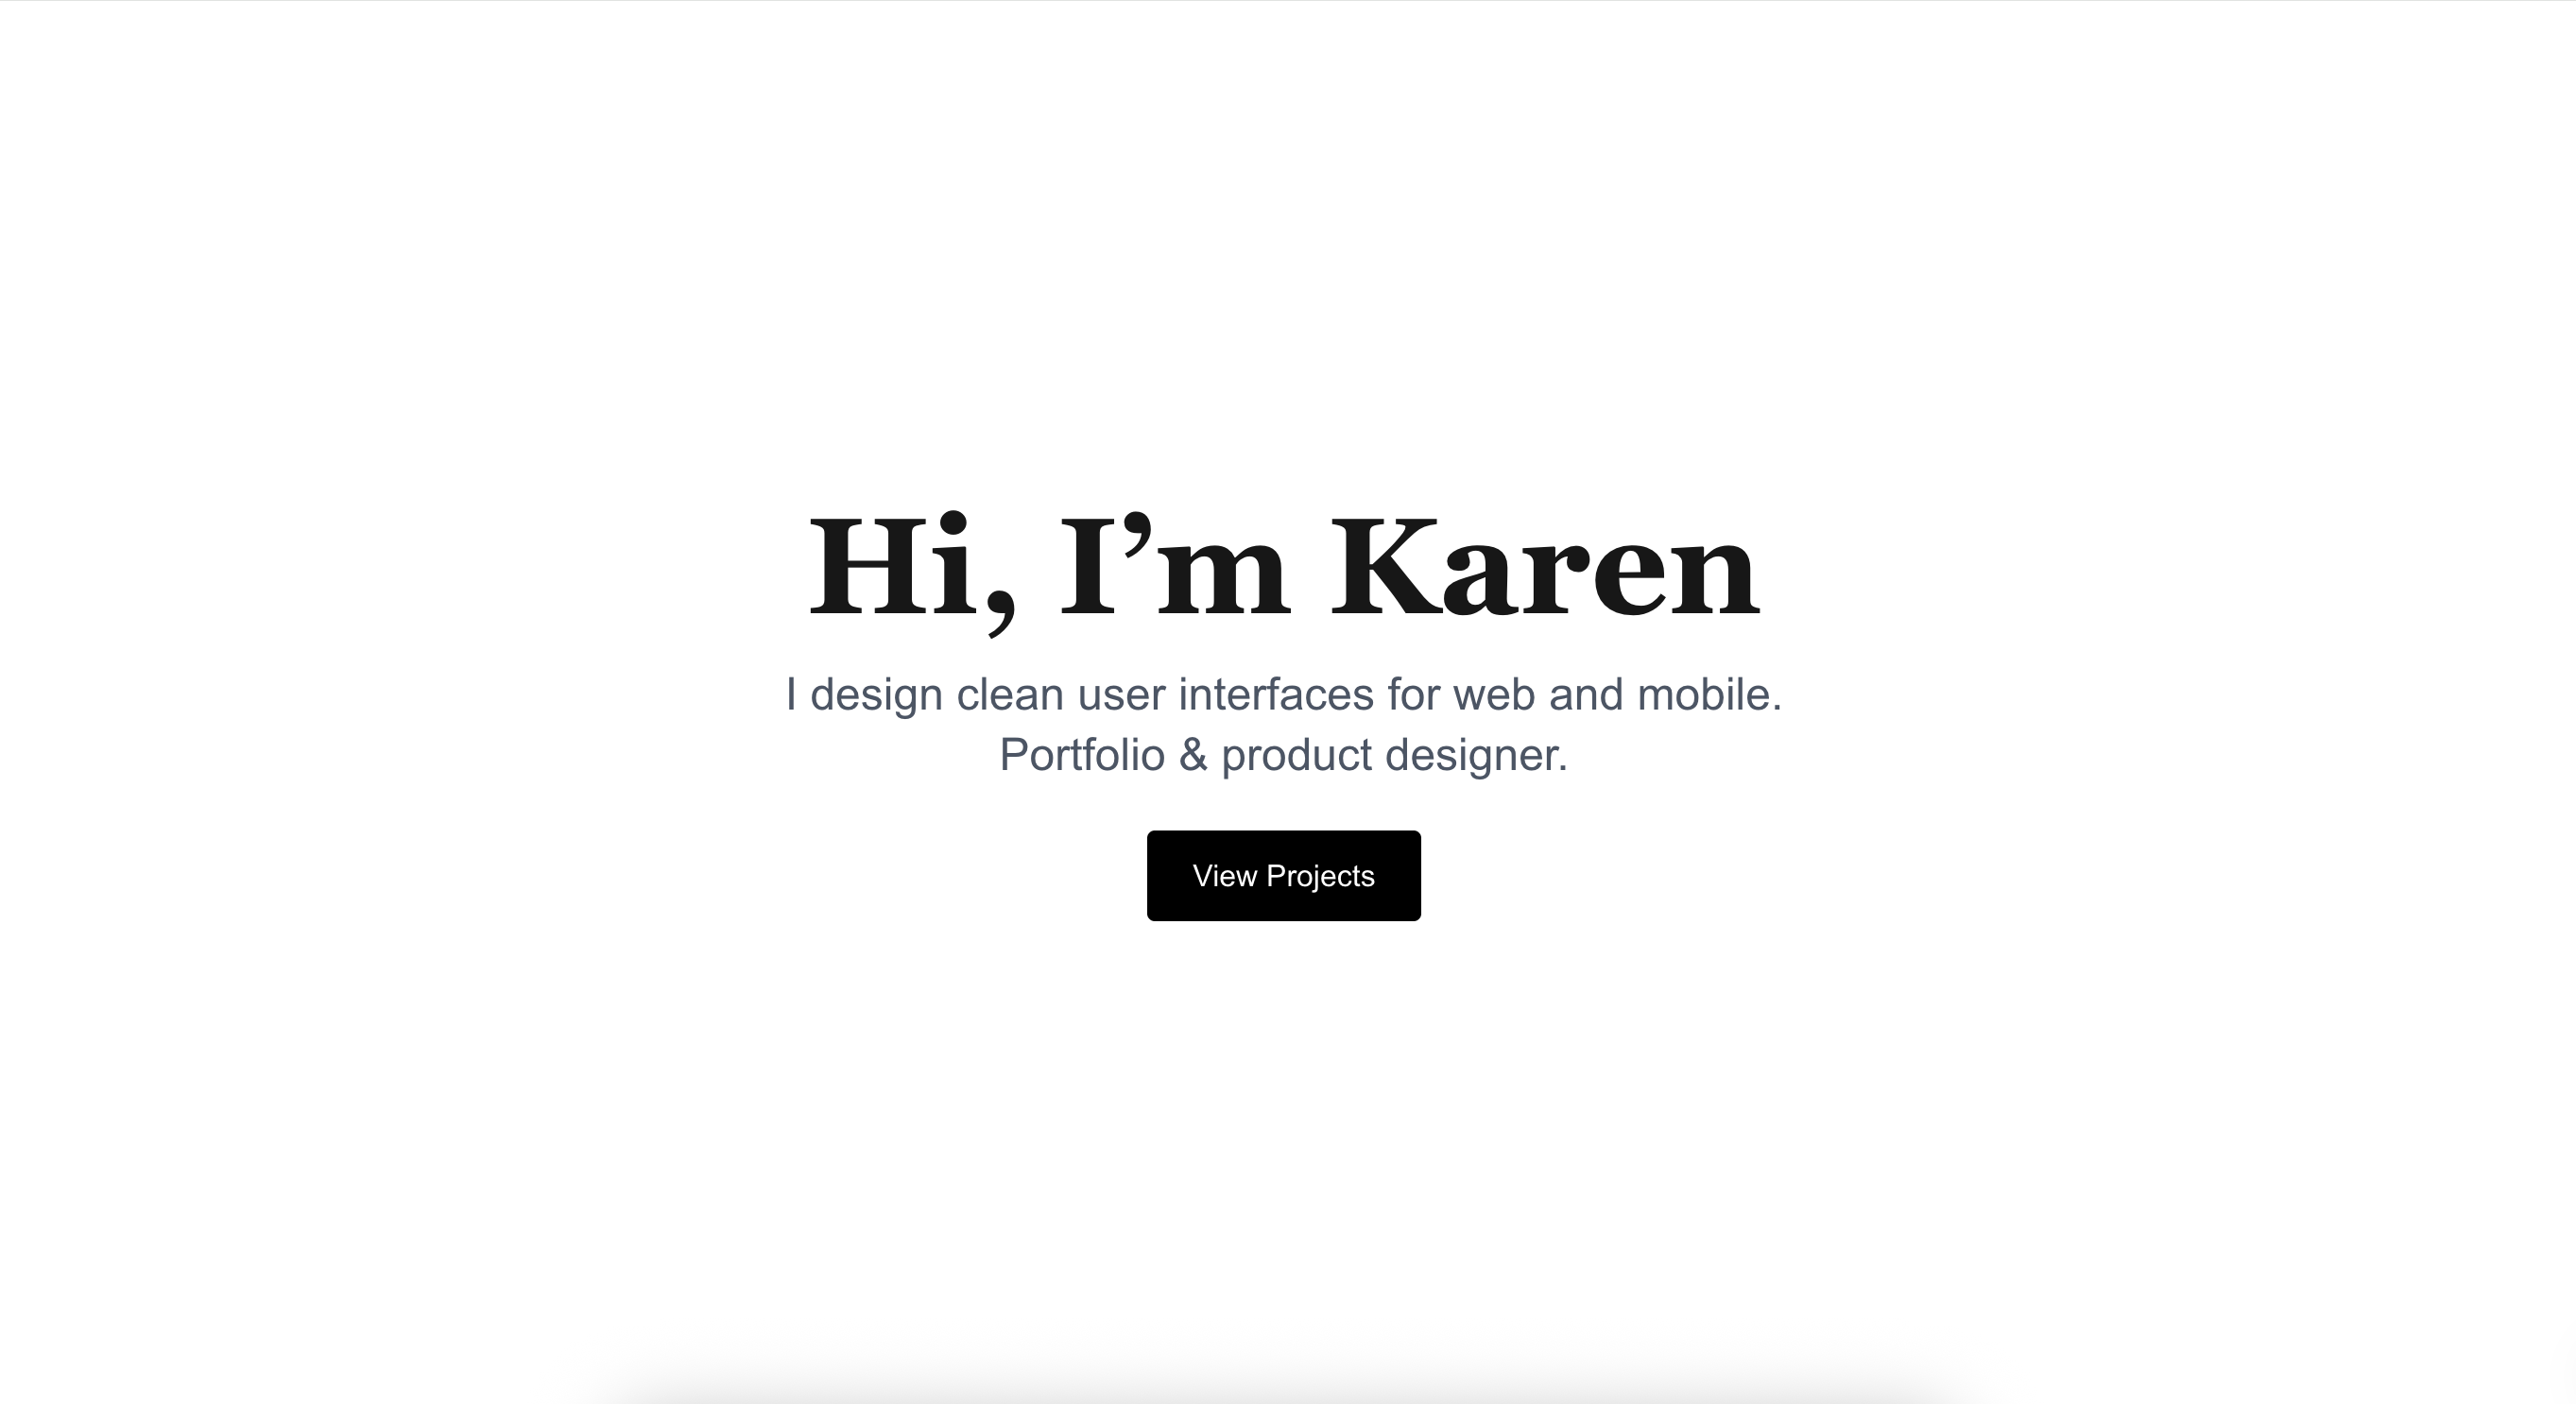 Hi, I’m Karen
I design clean user interfaces for web and mobile.
Portfolio & product designer.
View Projects